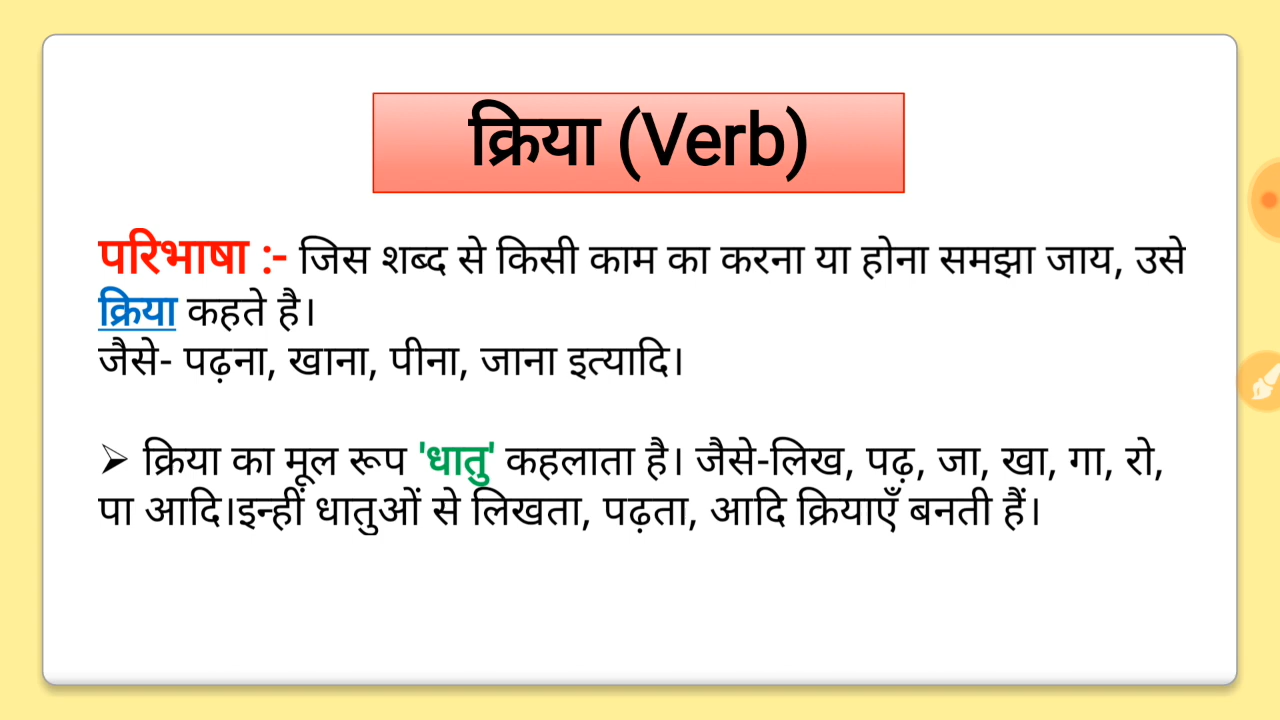 क्रिया (Verb)
परिभाषा :- जिस शब्द से किसी काम का करना या होना समझा जाय, उसे
क्रिया कहते है।
जैसे- पढ़ना, खाना, पीना, जाना इत्यादि।
➢ क्रिया का मूल रूप 'धातु' कहलाता है। जैसे-लिख, पढ़, जा, खा, गा, रो,
पा आदि।इन्हीं धातुओं से लिखता, पढ़ता, आदि क्रियाएँ बनती हैं।